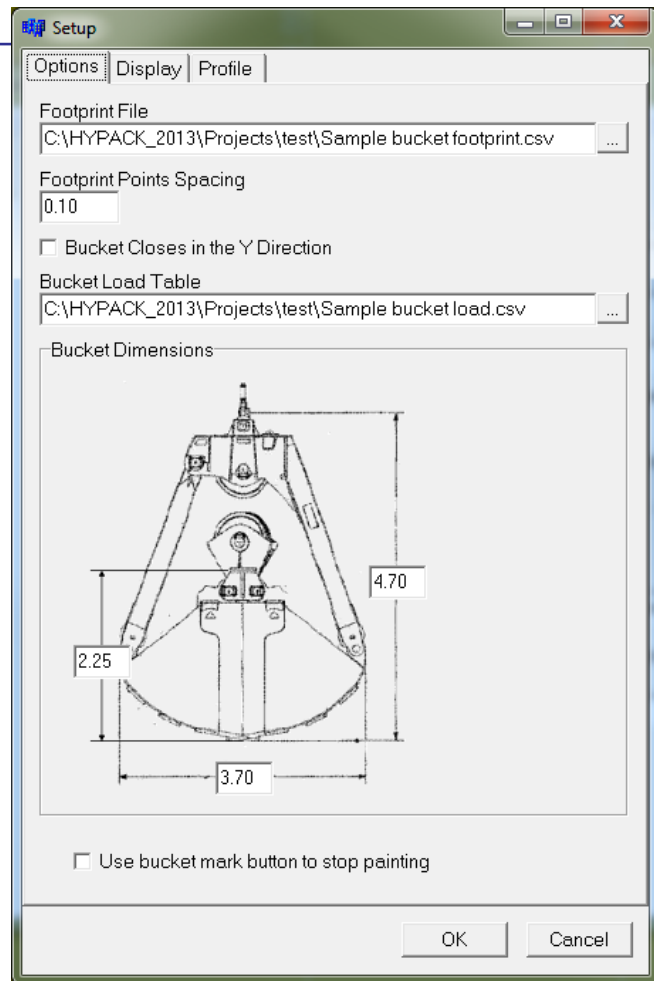 Setup
Options Display Profile
Footprint File
C:\HYPACK_2013\Projects\test\Sample bucket footprint.csv ...
Footprint Points Spacing
0.10
Bucket Closes in the Y Direction
Bucket Load Table
C:\HYPACK_2013\Projects\test\Sample bucket load.csv ...
Bucket Dimensions
4.70
2.25
3.70
Use bucket mark button to stop painting
OK Cancel